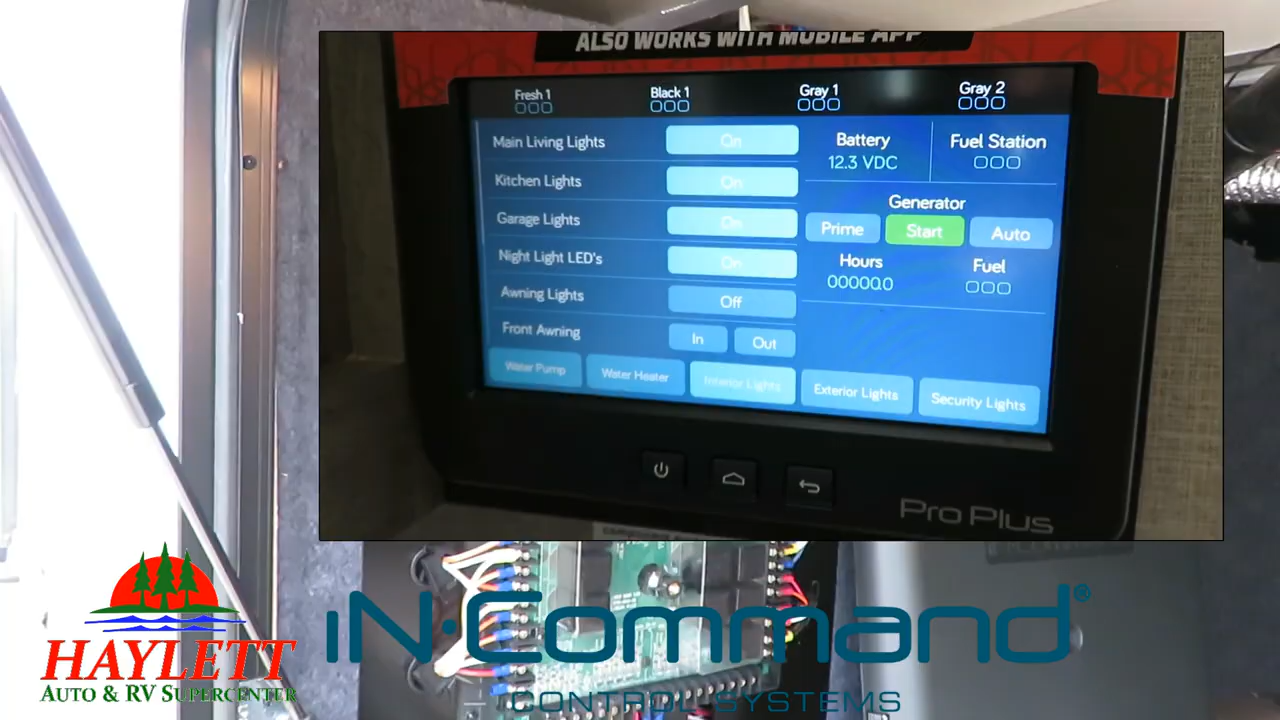 ALSO WORKS WITH MOBILE APP
Fresh 1
Black 1
Gray 1
Gray 2
Main Living Lights
On
Kitchen Lights
On
Garage Lights
On
Night Light LED's
On
Awning Lights
Off
Front Awning
In
Out
Battery
12.3 VDC
Fuel Station
Generator
Prime
Start
Auto
Hours
00000.0
Fuel
Water Pump
Water Heater
Interior Lights
Exterior Lights
Security Lights
Pro Plus
HAYLETT
AUTO & RV SUPERCENTER
iN·Command®
CONTROL SYSTEMS